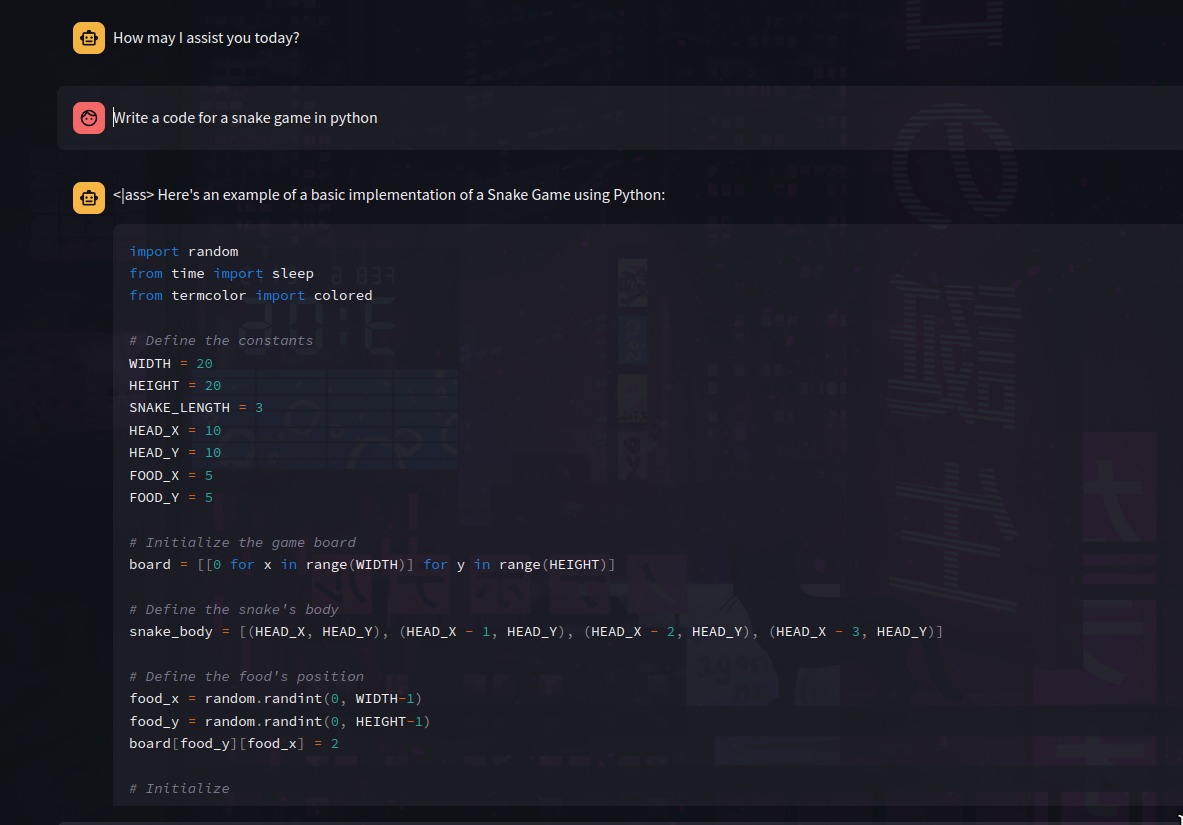 How may I assist you today?
Write a code for a snake game in python
<|ass> Here's an example of a basic implementation of a Snake Game using Python:
import random
from time import sleep
from termcolor import colored
# Define the constants
WIDTH = 20
HEIGHT = 20
SNAKE_LENGTH = 3
HEAD_X = 10
HEAD_Y = 10
FOOD_X = 5
FOOD_Y = 5
# Initialize the game board
board = [[0 for x in range(WIDTH)] for y in range(HEIGHT)]
# Define the snake's body
snake_body = [(HEAD_X, HEAD_Y), (HEAD_X - 1, HEAD_Y), (HEAD_X - 2, HEAD_Y), (HEAD_X - 3, HEAD_Y)]
# Define the food's position
food_x = random.randint(0, WIDTH-1)
food_y = random.randint(0, HEIGHT-1)
board[food_y][food_x] = 2
# Initialize